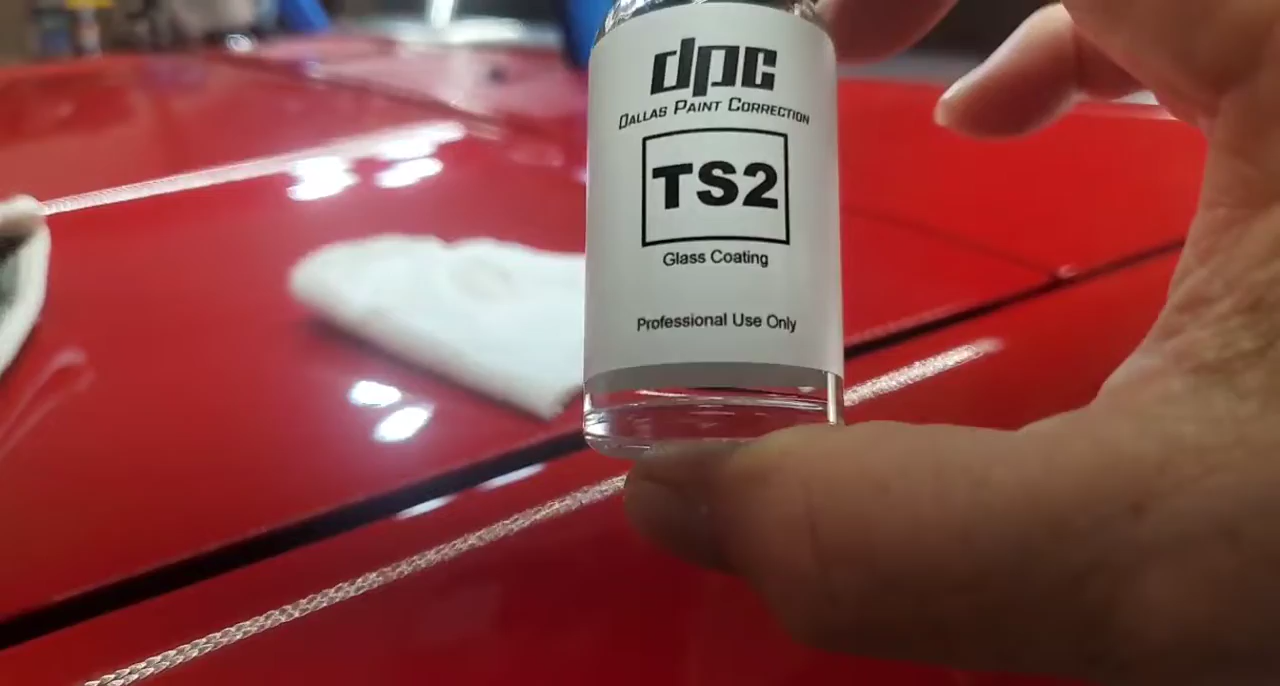 dpc
DALLAS PAINT CORRECTION
TS2
Glass Coating
Professional Use Only